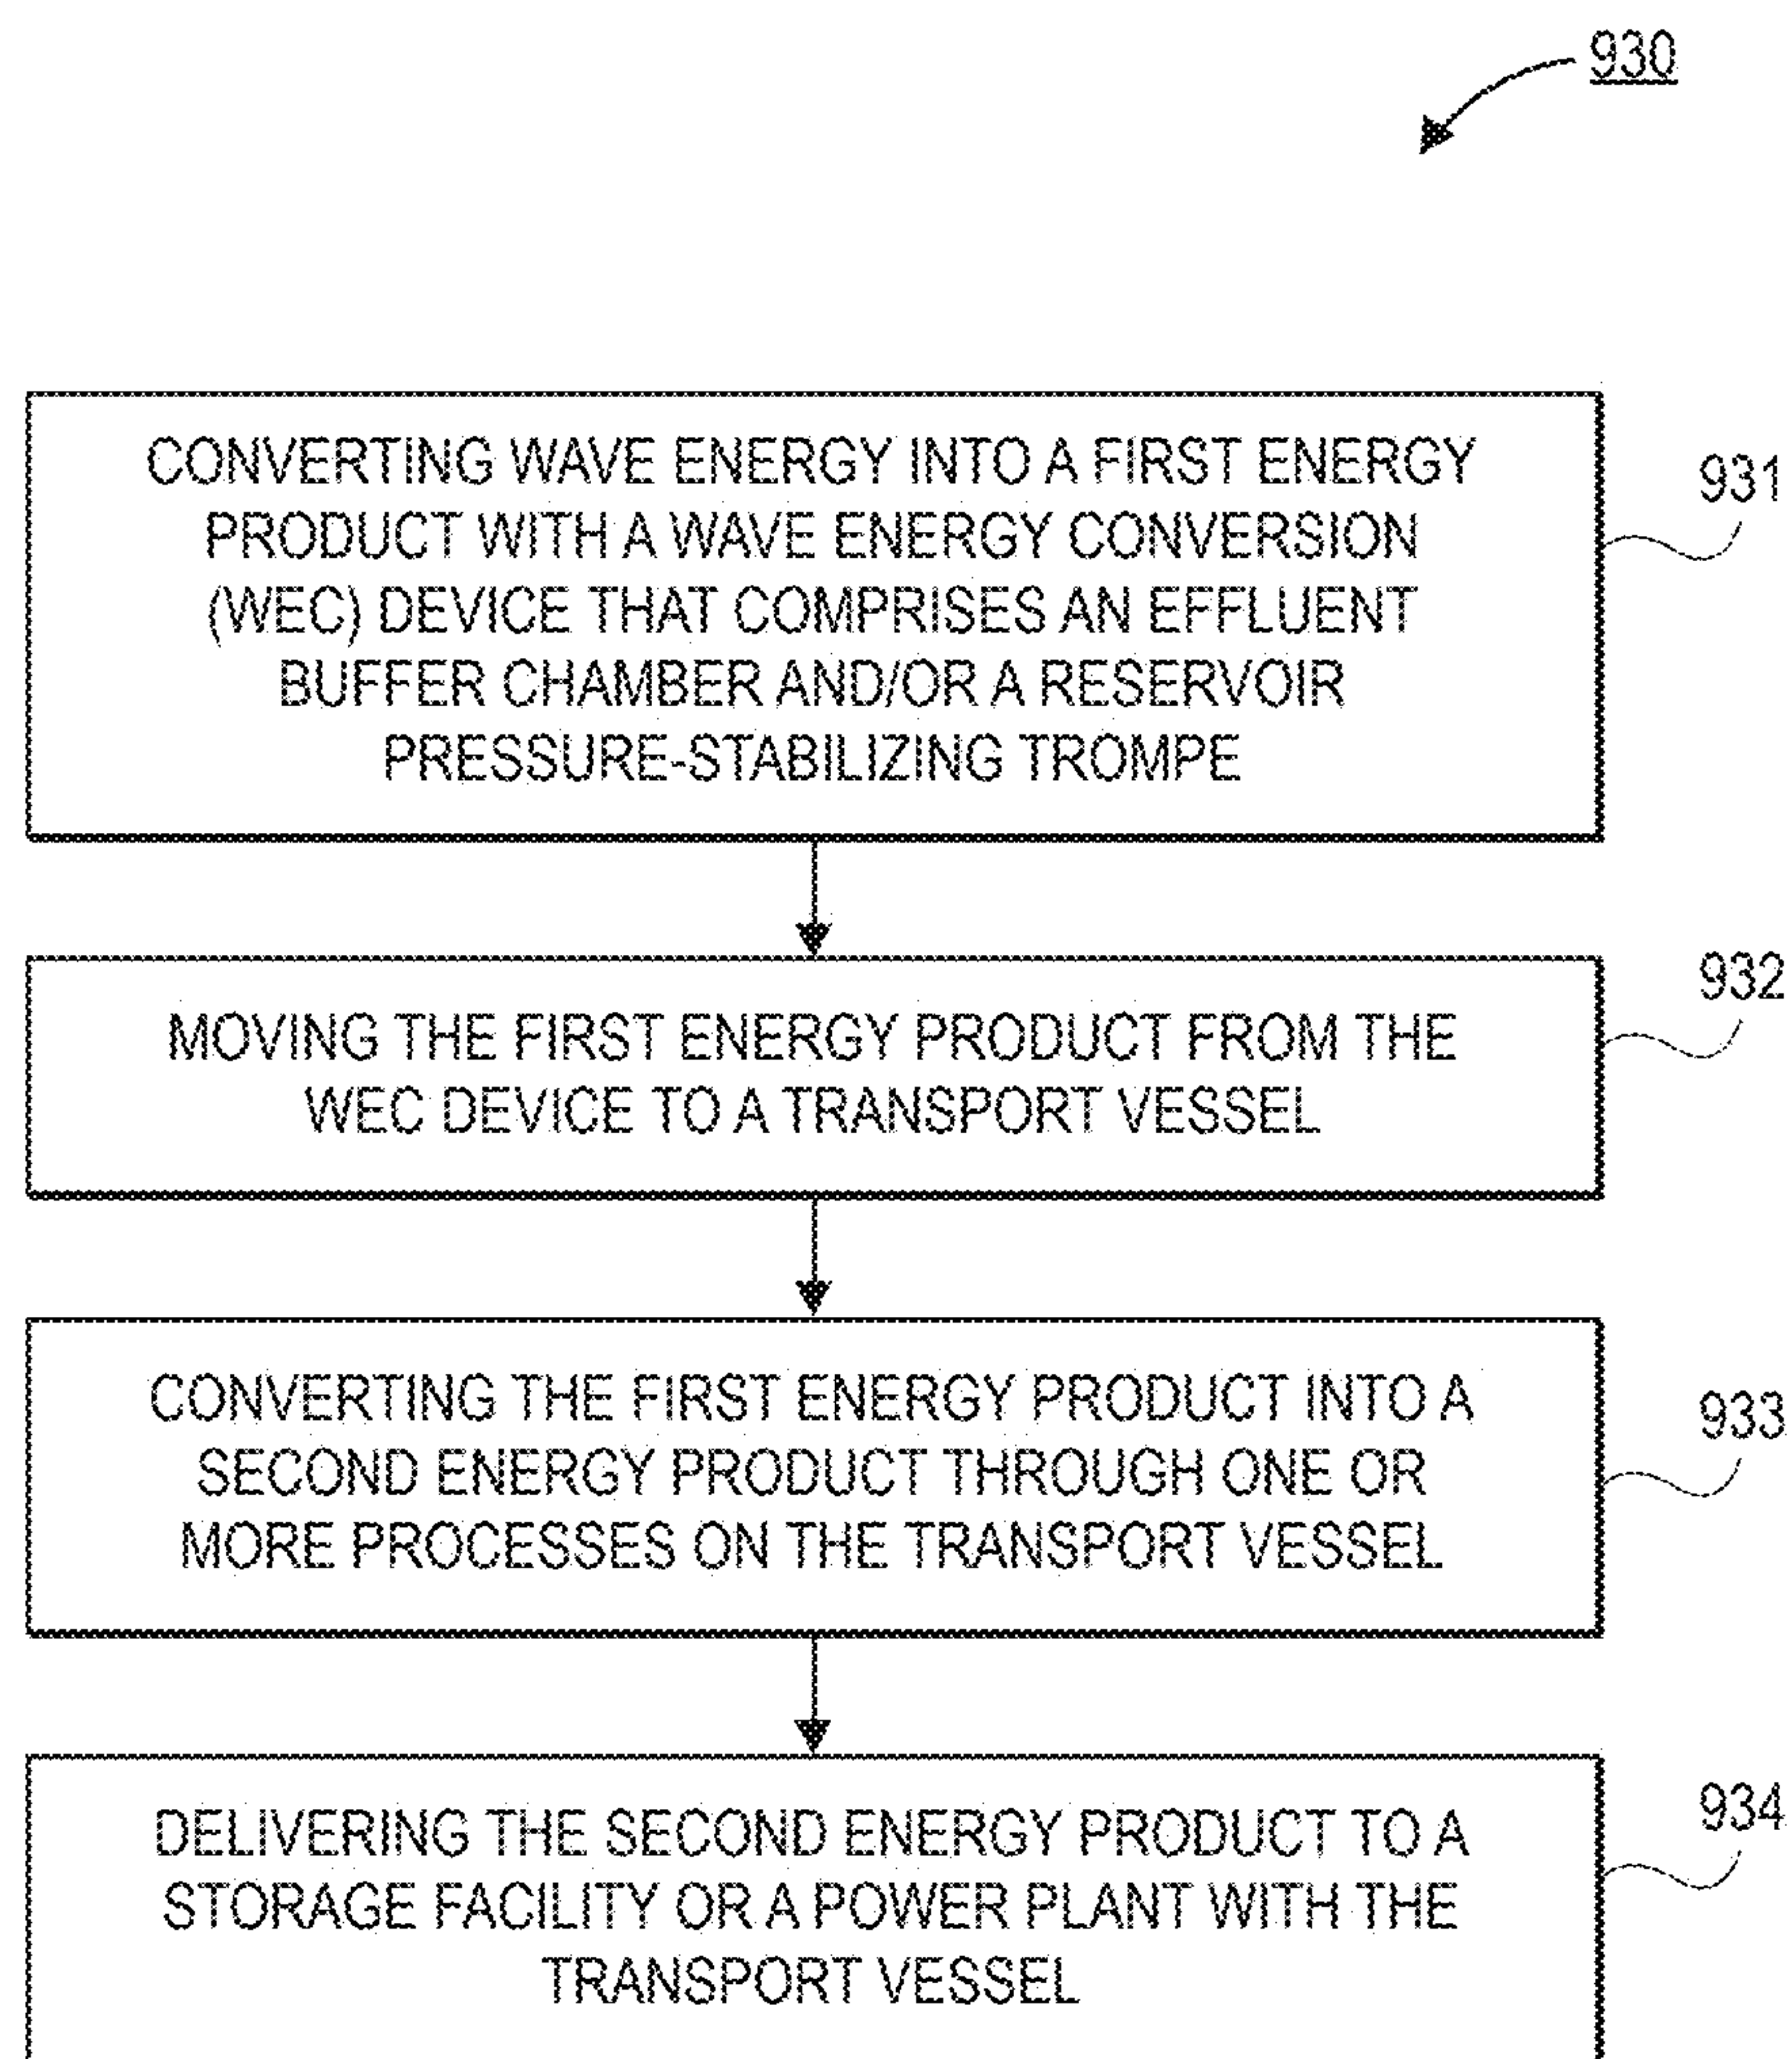 930
CONVERTING WAVE ENERGY INTO A FIRST ENERGY
PRODUCT WITH A WAVE ENERGY CONVERSION
(WEC) DEVICE THAT COMPRISES AN EFFLUENT
BUFFER CHAMBER AND/OR A RESERVOIR
PRESSURE-STABILIZING TROMPE
931
MOVING THE FIRST ENERGY PRODUCT FROM THE
WEC DEVICE TO A TRANSPORT VESSEL
932
CONVERTING THE FIRST ENERGY PRODUCT INTO A
SECOND ENERGY PRODUCT THROUGH ONE OR
MORE PROCESSES ON THE TRANSPORT VESSEL
933
DELIVERING THE SECOND ENERGY PRODUCT TO A
STORAGE FACILITY OR A POWER PLANT WITH THE
TRANSPORT VESSEL
934